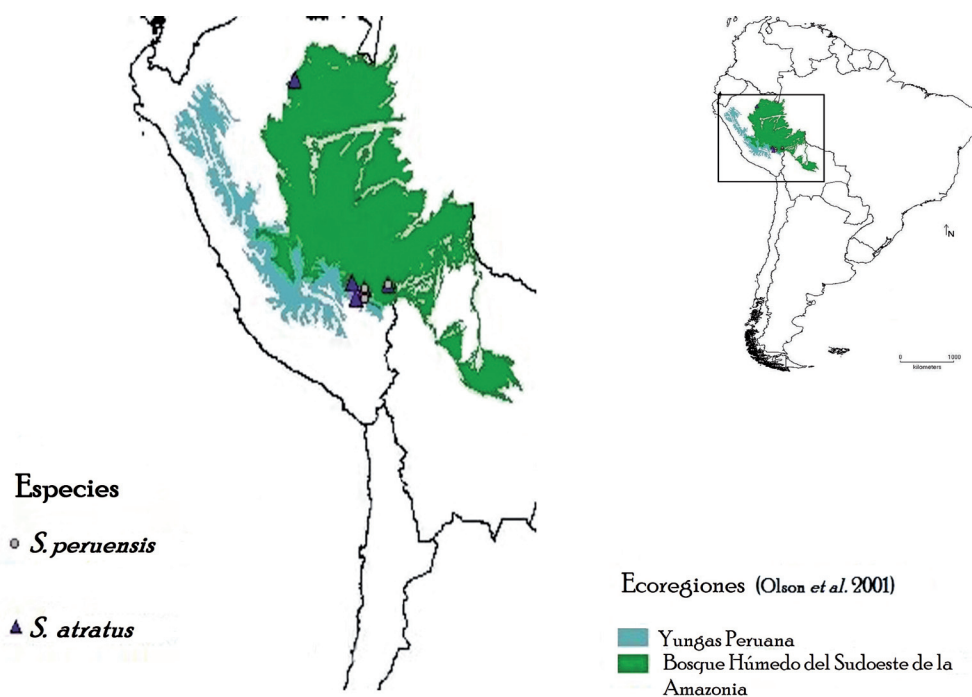 N
0 1000
kilometers
Especies
S. peruensis
S. atratus
Ecoregiones (Olson et al. 2001)
Yungas Peruana
Bosque Húmedo del Sudoeste de la
Amazonia